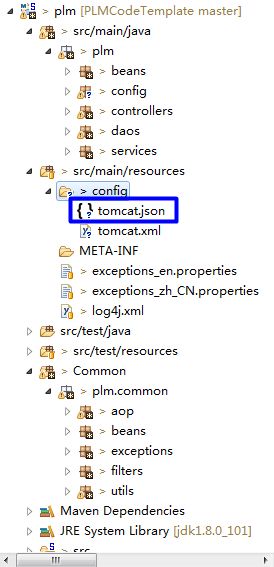 > plm [PLMCodeTemplate master]
> src/main/java
> plm
> beans
> config
> controllers
> daos
> services
> src/main/resources
> config
{} tomcat.json
tomcat.xml
META-INF
> exceptions_en.properties
> exceptions_zh_CN.properties
> log4j.xml
src/test/java
> src/test/resources
> Common
> plm.common
> aop
> beans
> exceptions
> filters
> utils
Maven Dependencies
JRE System Library [jdk1.8.0_101]
> src